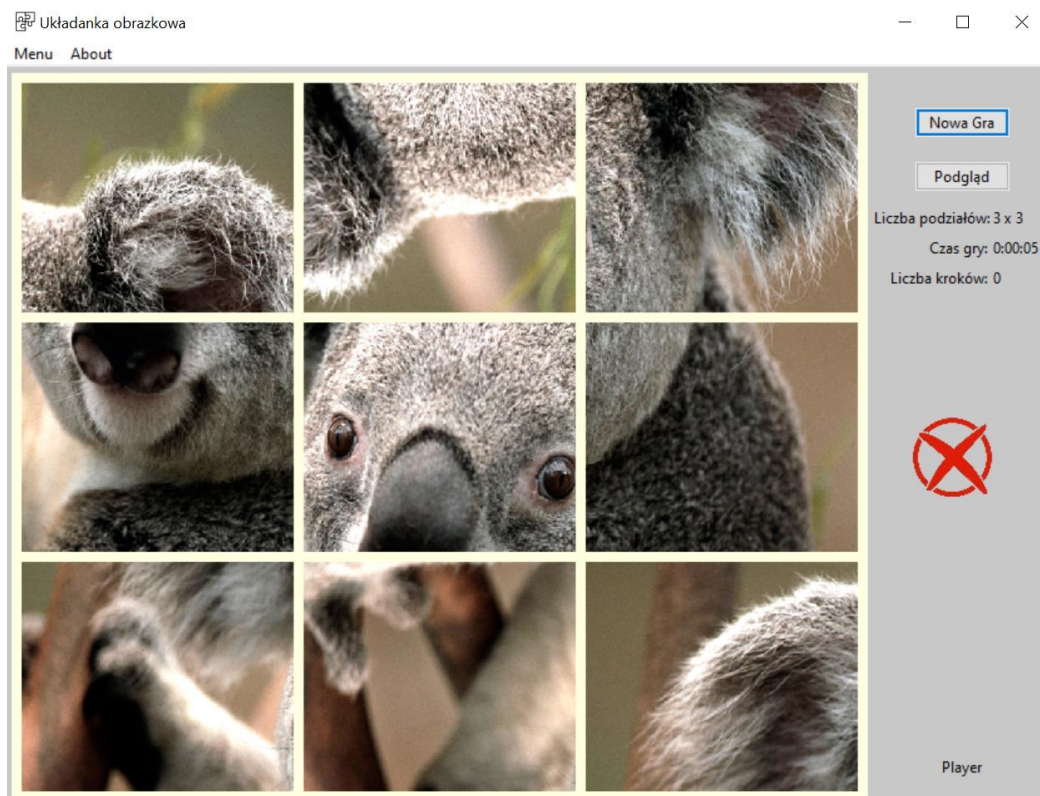 Układanka obrazkowa
Menu About
Nowa Gra
Podgląd
Liczba podziałów: 3 x 3
Czas gry: 0:00:05
Liczba kroków: 0
Player